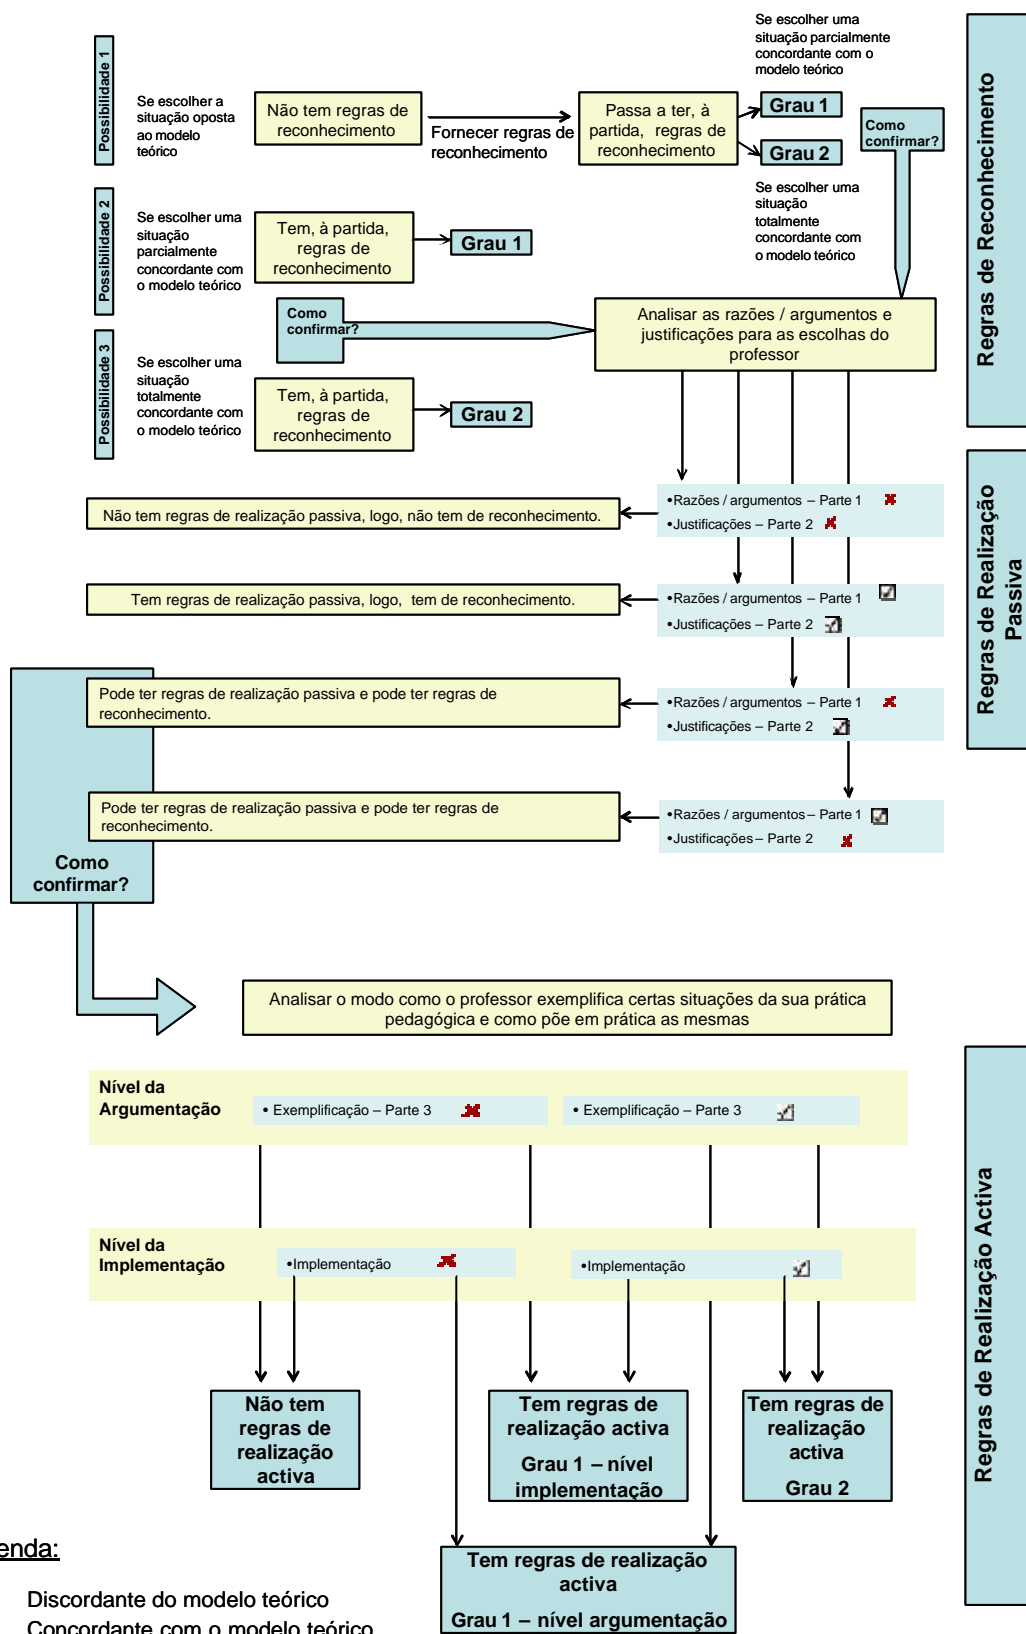 Possibilidade 1
Se escolher a
situação oposta
ao modelo
teórico
Não tem regras de
reconhecimento
Fornecer regras de
reconhecimento
Passa a ter, à
partida, regras de
reconhecimento
Se escolher uma
situação parcialmente
concordante com o
modelo teórico
Grau 1
Grau 2
Se escolher uma
situação
totalmente
concordante com
o modelo teórico
Como
confirmar?
Regras de Reconhecimento
Possibilidade 2
Se escolher uma
situação
parcialmente
concordante com
o modelo teórico
Tem, à partida,
regras de
reconhecimento
Grau 1
Como
confirmar?
Analisar as razões / argumentos e
justificações para as escolhas do
professor
Possibilidade 3
Se escolher uma
situação
totalmente
concordante com
o modelo teórico
Tem, à partida,
regras de
reconhecimento
Grau 2
Regras de Realização
Passiva
Não tem regras de realização passiva, logo, não tem de reconhecimento.
•Razões / argumentos – Parte 1
•Justificações – Parte 2
Tem regras de realização passiva, logo, tem de reconhecimento.
•Razões / argumentos – Parte 1
•Justificações – Parte 2
Pode ter regras de realização passiva e pode ter regras de
reconhecimento.
•Razões / argumentos – Parte 1
•Justificações – Parte 2
Pode ter regras de realização passiva e pode ter regras de
reconhecimento.
•Razões / argumentos – Parte 1
•Justificações – Parte 2
Como
confirmar?
Analisar o modo como o professor exemplifica certas situações da sua prática
pedagógica e como põe em prática as mesmas
Regras de Realização Activa
Nível da
Argumentação
• Exemplificação – Parte 3
• Exemplificação – Parte 3
Nível da
Implementação
•Implementação
•Implementação
Não tem
regras de
realização
activa
Tem regras de
realização activa
Grau 1 – nível
implementação
Tem regras de
realização
activa
Grau 2
Tem regras de realização
activa
Grau 1 – nível argumentação
enda:
Discordante do modelo teórico
Concordante com o modelo teórico